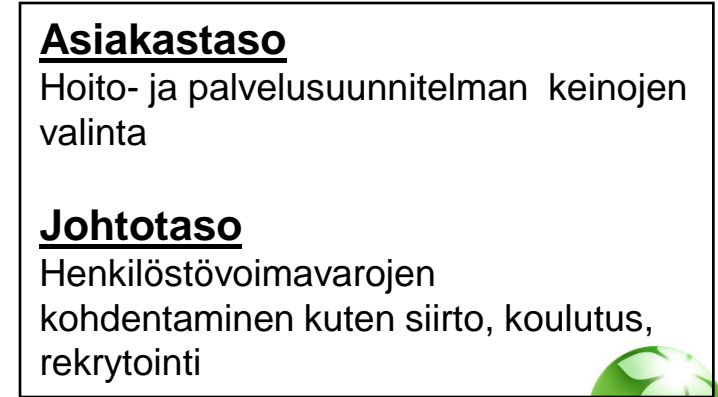 Asiakastaso
Hoito- ja palvelusuunnitelman keinojen
valinta
Johtotaso
Henkilöstövoimavarojen
kohdentaminen kuten siirto, koulutus,
rekrytointi